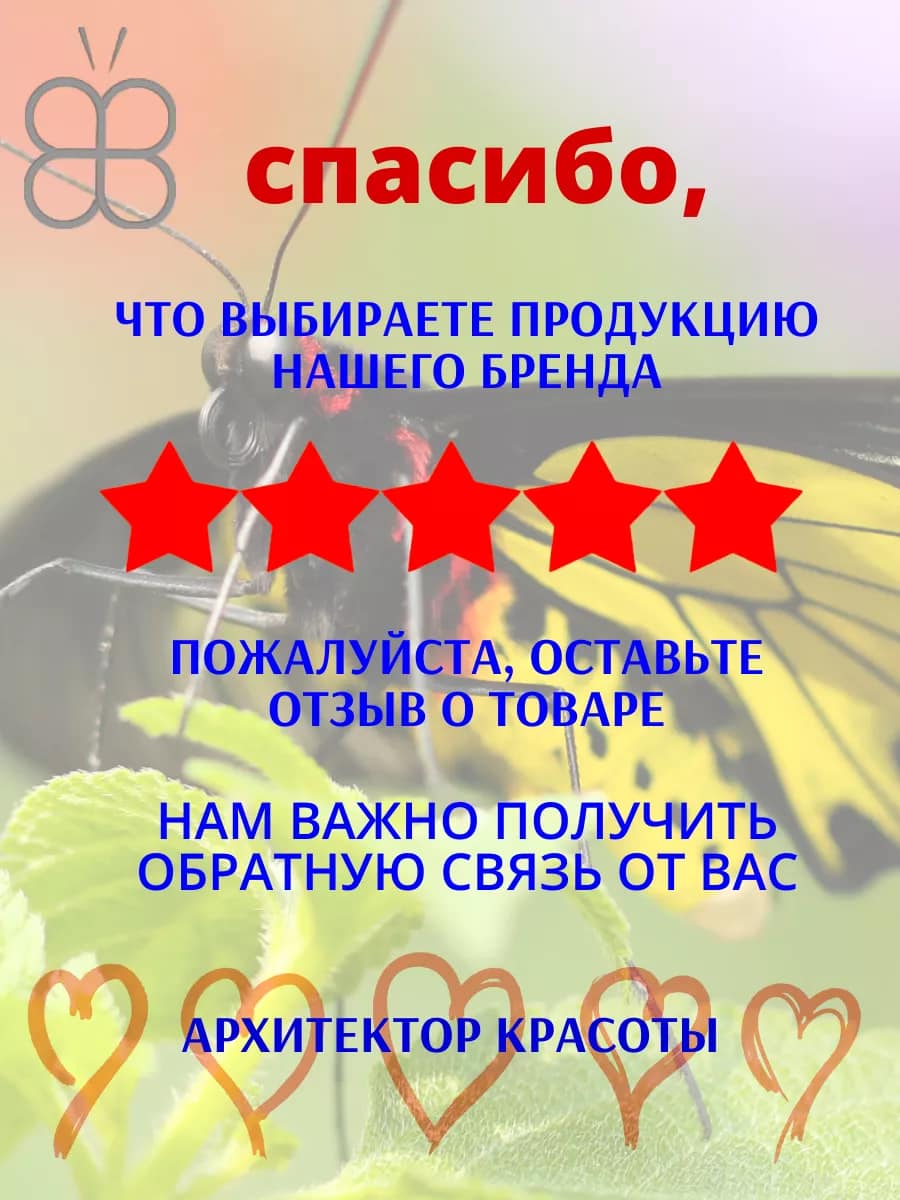 спасибо,
ЧТО ВЫБИРАЕТЕ ПРОДУКЦИЮ
НАШЕГО БРЕНДА
ПОЖАЛУЙСТА, ОСТАВЬТЕ
ОТЗЫВ О ТОВАРЕ
НАМ ВАЖНО ПОЛУЧИТЬ
ОБРАТНУЮ СВЯЗЬ ОТ ВАС
АРХИТЕКТОР КРАСОТЫ